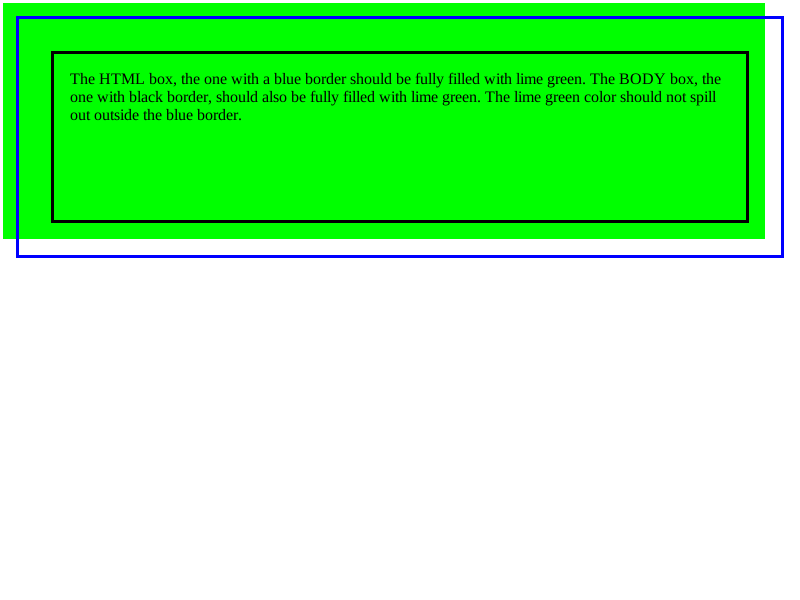 The HTML box, the one with a blue border should be fully filled with lime green. The BODY box, the
one with black border, should also be fully filled with lime green. The lime green color should not spill
out outside the blue border.